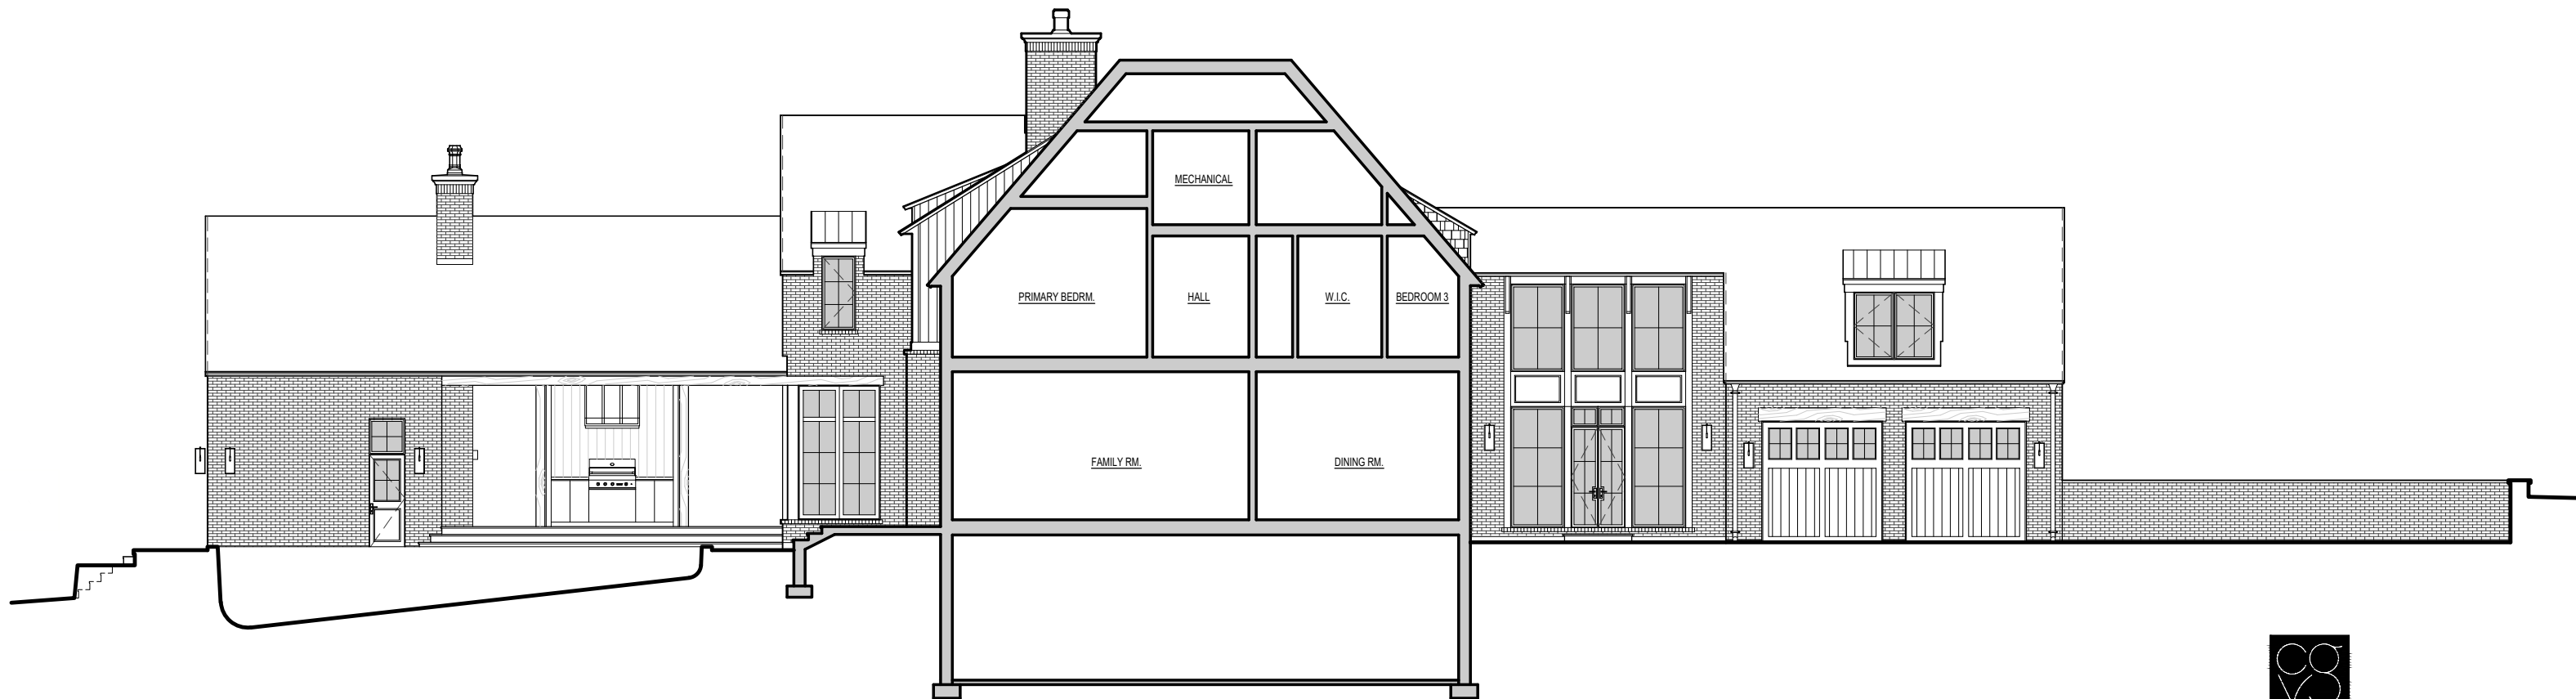 MECHANICAL
PRIMARY BEDRM.
HALL
W.I.C.
BEDROOM 3
FAMILY RM.
DINING RM.